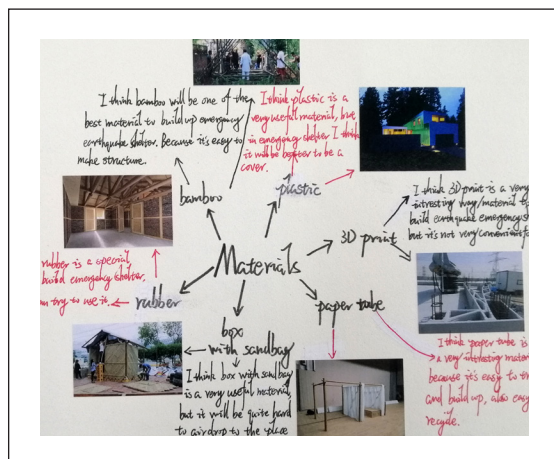 I think bamboo will be one of the
best material to build up emergency
earthquake shelter. Because it's easy to
make structure.
I think plastic is a
very useful material, but
in emergency shelter I think
it will be better to be a
cover.
bamboo
plastic
I think 3D print is a very
intresting way/material to
build earthquake emergency
but it's not very convenient
3D print
Materials
rubber is a special
build emergency shelter.
try to use it.
rubber
paper tube
box
with sandbag
I think box with sandbag
is a very useful material,
but it will be quite hard
to airdrop to the place
I think paper tube is
a very intresting
because it's easy to
and build up, also easy
recycle.